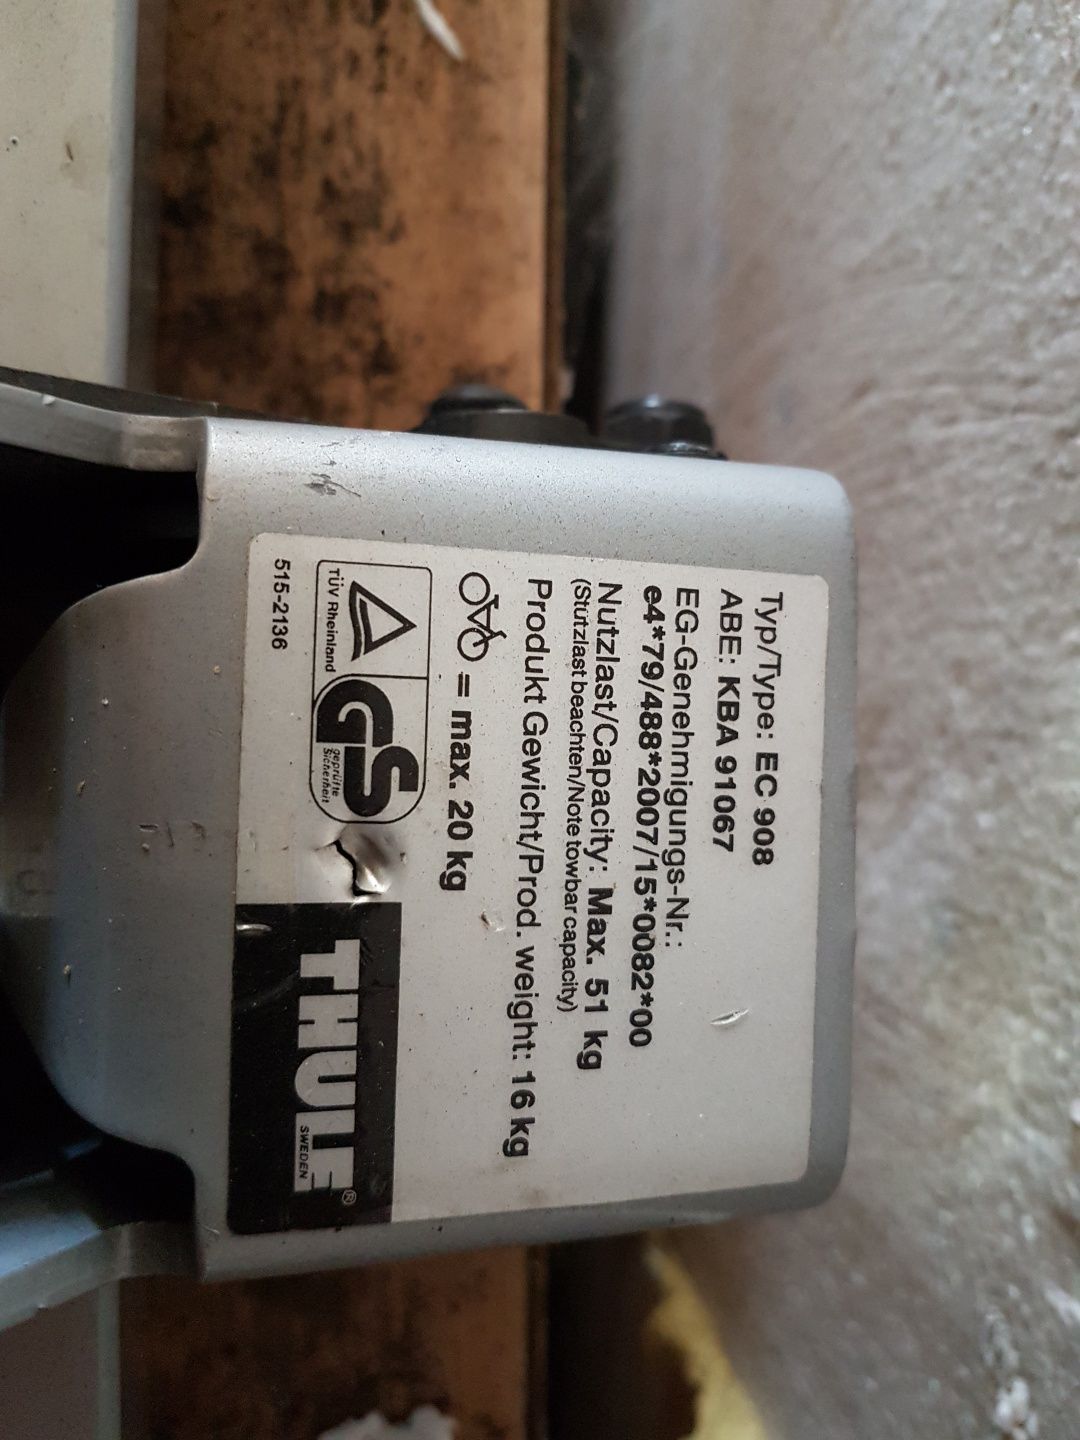 Typ/Type: EC 908
ABE: KBA 91067
EG-Genehmigungs-Nr.:
e4*79/488*2007/15*0082*00
Nutzlast/Capacity: Max. 51 kg
(Stützlast beachten/Note towbar capacity)
Produkt Gewicht/Prod. weight: 16 kg
= max. 20 kg
TÜV Rheinland
GS
geprüfte
Sicherheit
515-2136
THULE®
SWEDEN